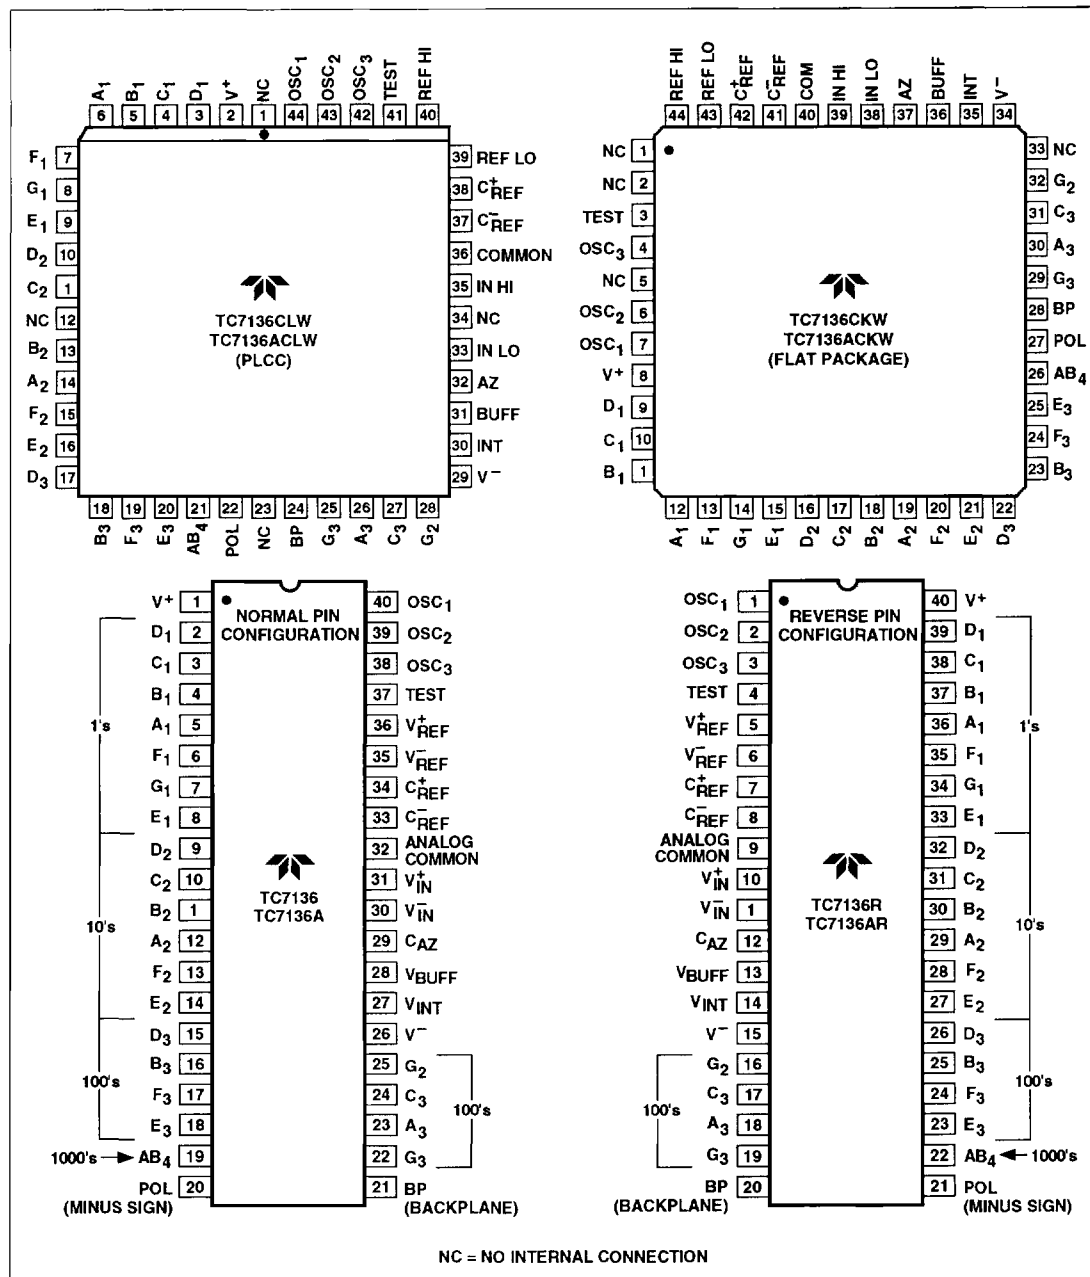 A1 B1 C1 D1 V+ NC OSC1 OSC2 OSC3 TEST REF HI
6 5 4 3 2 1 44 43 42 41 40
F1 7
G1 8
E1 9
D2 10
C2 1
NC 12
B2 13
A2 14
F2 15
E2 16
D3 17
TC7136CLW
TC7136ACLW
(PLCC)
39 REF LO
38 C+REF
37 C−REF
36 COMMON
35 IN HI
34 NC
33 IN LO
32 AZ
31 BUFF
30 INT
29 V−
18 19 20 21 22 23 24 25 26 27 28
B3 F3 E3 AB4 POL NC BP G3 A3 C3 G2
REF HI REF LO C+REF C−REF COM IN HI IN LO AZ BUFF INT V−
44 43 42 41 40 39 38 37 36 35 34
NC 1
NC 2
TEST 3
OSC3 4
NC 5
OSC2 6
OSC1 7
V+ 8
D1 9
C1 10
B1 1
TC7136CKW
TC7136ACKW
(FLAT PACKAGE)
33 NC
32 G2
31 C3
30 A3
29 G3
28 BP
27 POL
26 AB4
25 E3
24 F3
23 B3
12 13 14 15 16 17 18 19 20 21 22
A1 F1 G1 E1 D2 C2 B2 A2 F2 E2 D3
NORMAL PIN
CONFIGURATION
V+ 1
D1 2
C1 3
B1 4
A1 5
F1 6
G1 7
E1 8
D2 9
C2 10
B2 1
A2 12
F2 13
E2 14
D3 15
B3 16
F3 17
E3 18
AB4 19
POL 20
(MINUS SIGN)
1's
10's
100's
1000's
TC7136
TC7136A
40 OSC1
39 OSC2
38 OSC3
37 TEST
36 V+REF
35 V−REF
34 C+REF
33 C−REF
32 ANALOG
COMMON
31 V+IN
30 V−IN
29 CAZ
28 VBUFF
27 VINT
26 V−
25 G2
24 C3
23 A3
22 G3
21 BP
(BACKPLANE)
100's
REVERSE PIN
CONFIGURATION
OSC1 1
OSC2 2
OSC3 3
TEST 4
V+REF 5
V−REF 6
C+REF 7
C−REF 8
ANALOG
COMMON 9
V+IN 10
V−IN 1
CAZ 12
VBUFF 13
VINT 14
V− 15
G2 16
C3 17
A3 18
G3 19
BP 20
(BACKPLANE)
100's
TC7136R
TC7136AR
40 V+
39 D1
38 C1
37 B1
36 A1
35 F1
34 G1
33 E1
32 D2
31 C2
30 B2
29 A2
28 F2
27 E2
26 D3
25 B3
24 F3
23 E3
22 AB4
21 POL
(MINUS SIGN)
1's
10's
100's
1000's
NC = NO INTERNAL CONNECTION